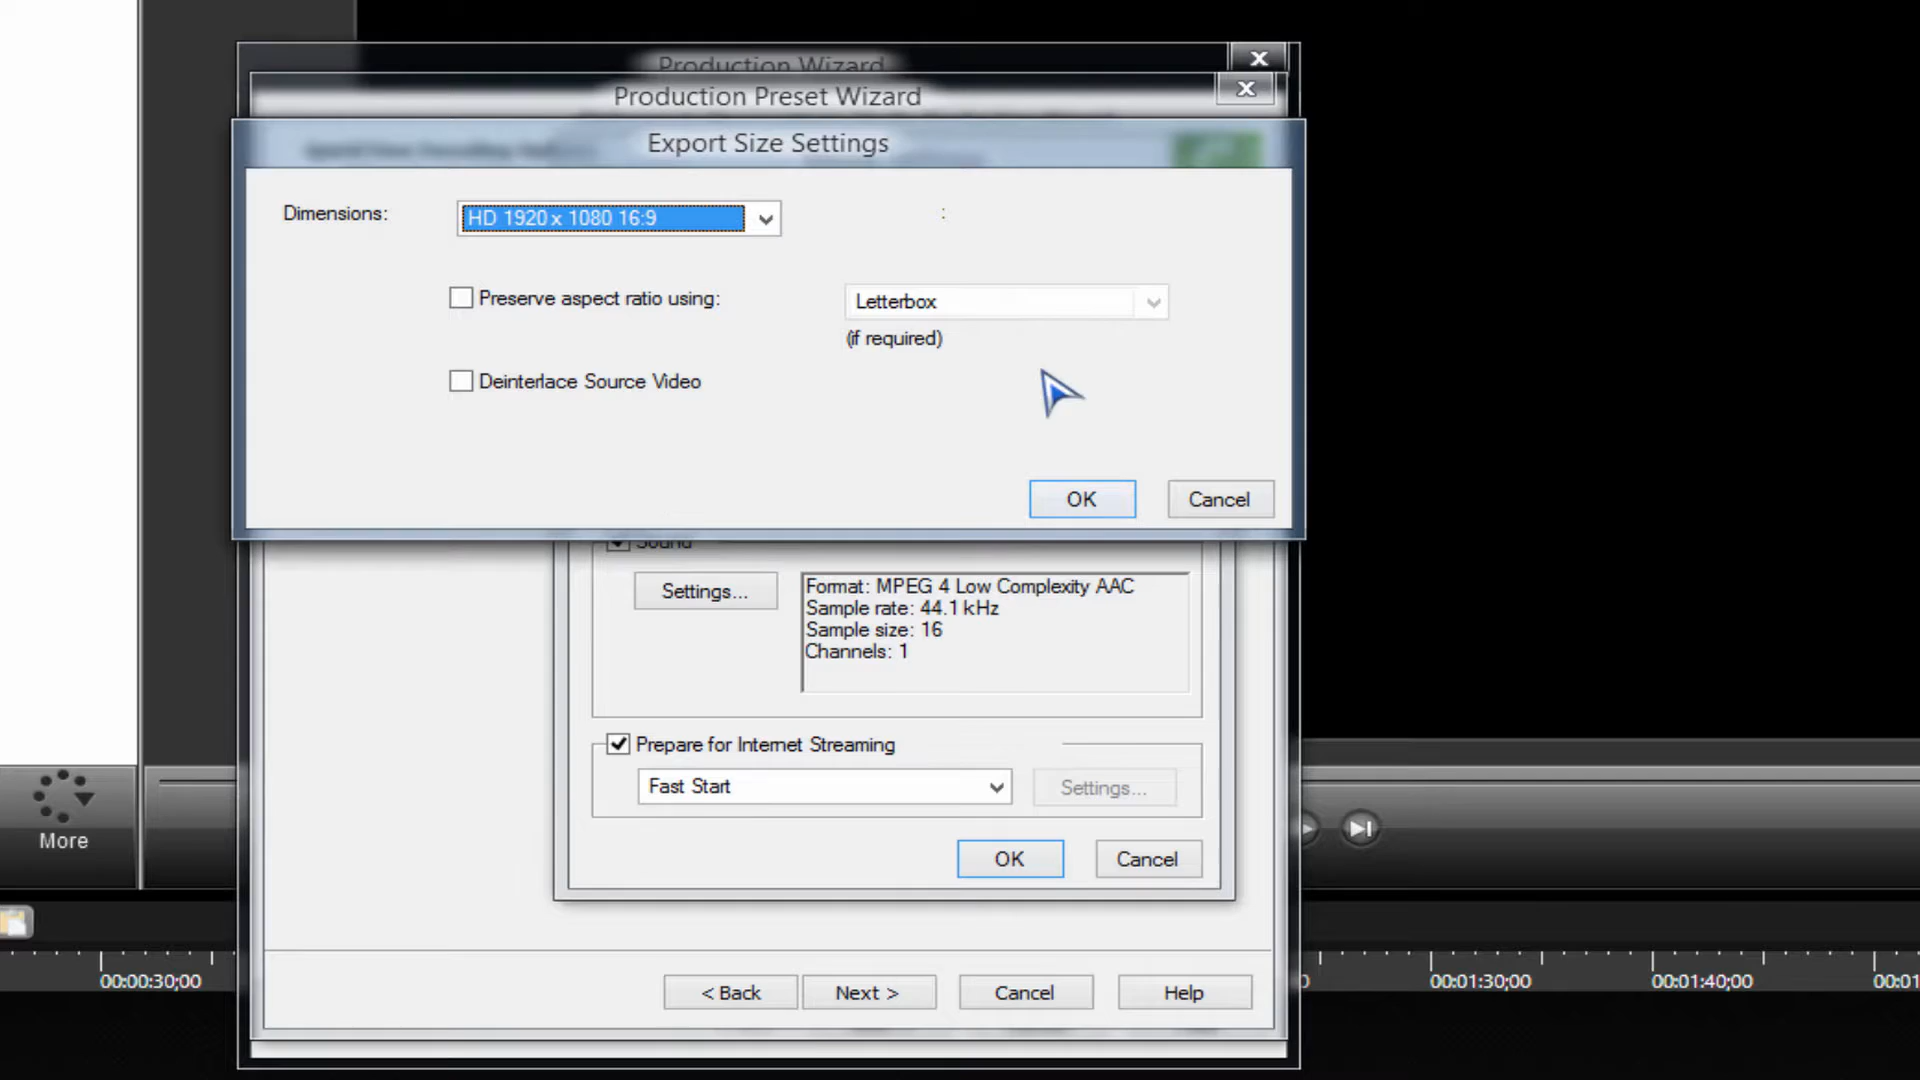 Production Wizard
Production Preset Wizard
Export Size Settings
Dimensions:
HD 1920 x 1080 16:9
:
Preserve aspect ratio using:
Letterbox
(if required)
Deinterlace Source Video
OK
Cancel
Sound
Settings...
Format: MPEG 4 Low Complexity AAC
Sample rate: 44.1 kHz
Sample size: 16
Channels: 1
Prepare for Internet Streaming
Fast Start
Settings...
OK
Cancel
More
00:00:30;00
00:01:30;00
00:01:40;00
< Back
Next >
Cancel
Help